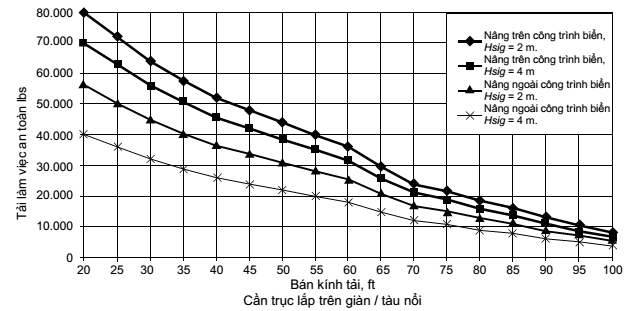 80.000
70.000
60.000
50.000
40.000
30.000
20.000
10.000
0
Tải làm việc an toàn lbs
Nâng trên công trình biển,
Hsig = 2 m.
Nâng trên công trình biển,
Hsig = 4 m
Nâng ngoài công trình biển
Hsig = 2 m.
Nâng ngoài công trình biển
Hsig = 4 m.
20 25 30 35 40 45 50 55 60 65 70 75 80 85 90 95 100
Bán kính tải, ft
Cần trục lắp trên giàn / tàu nổi